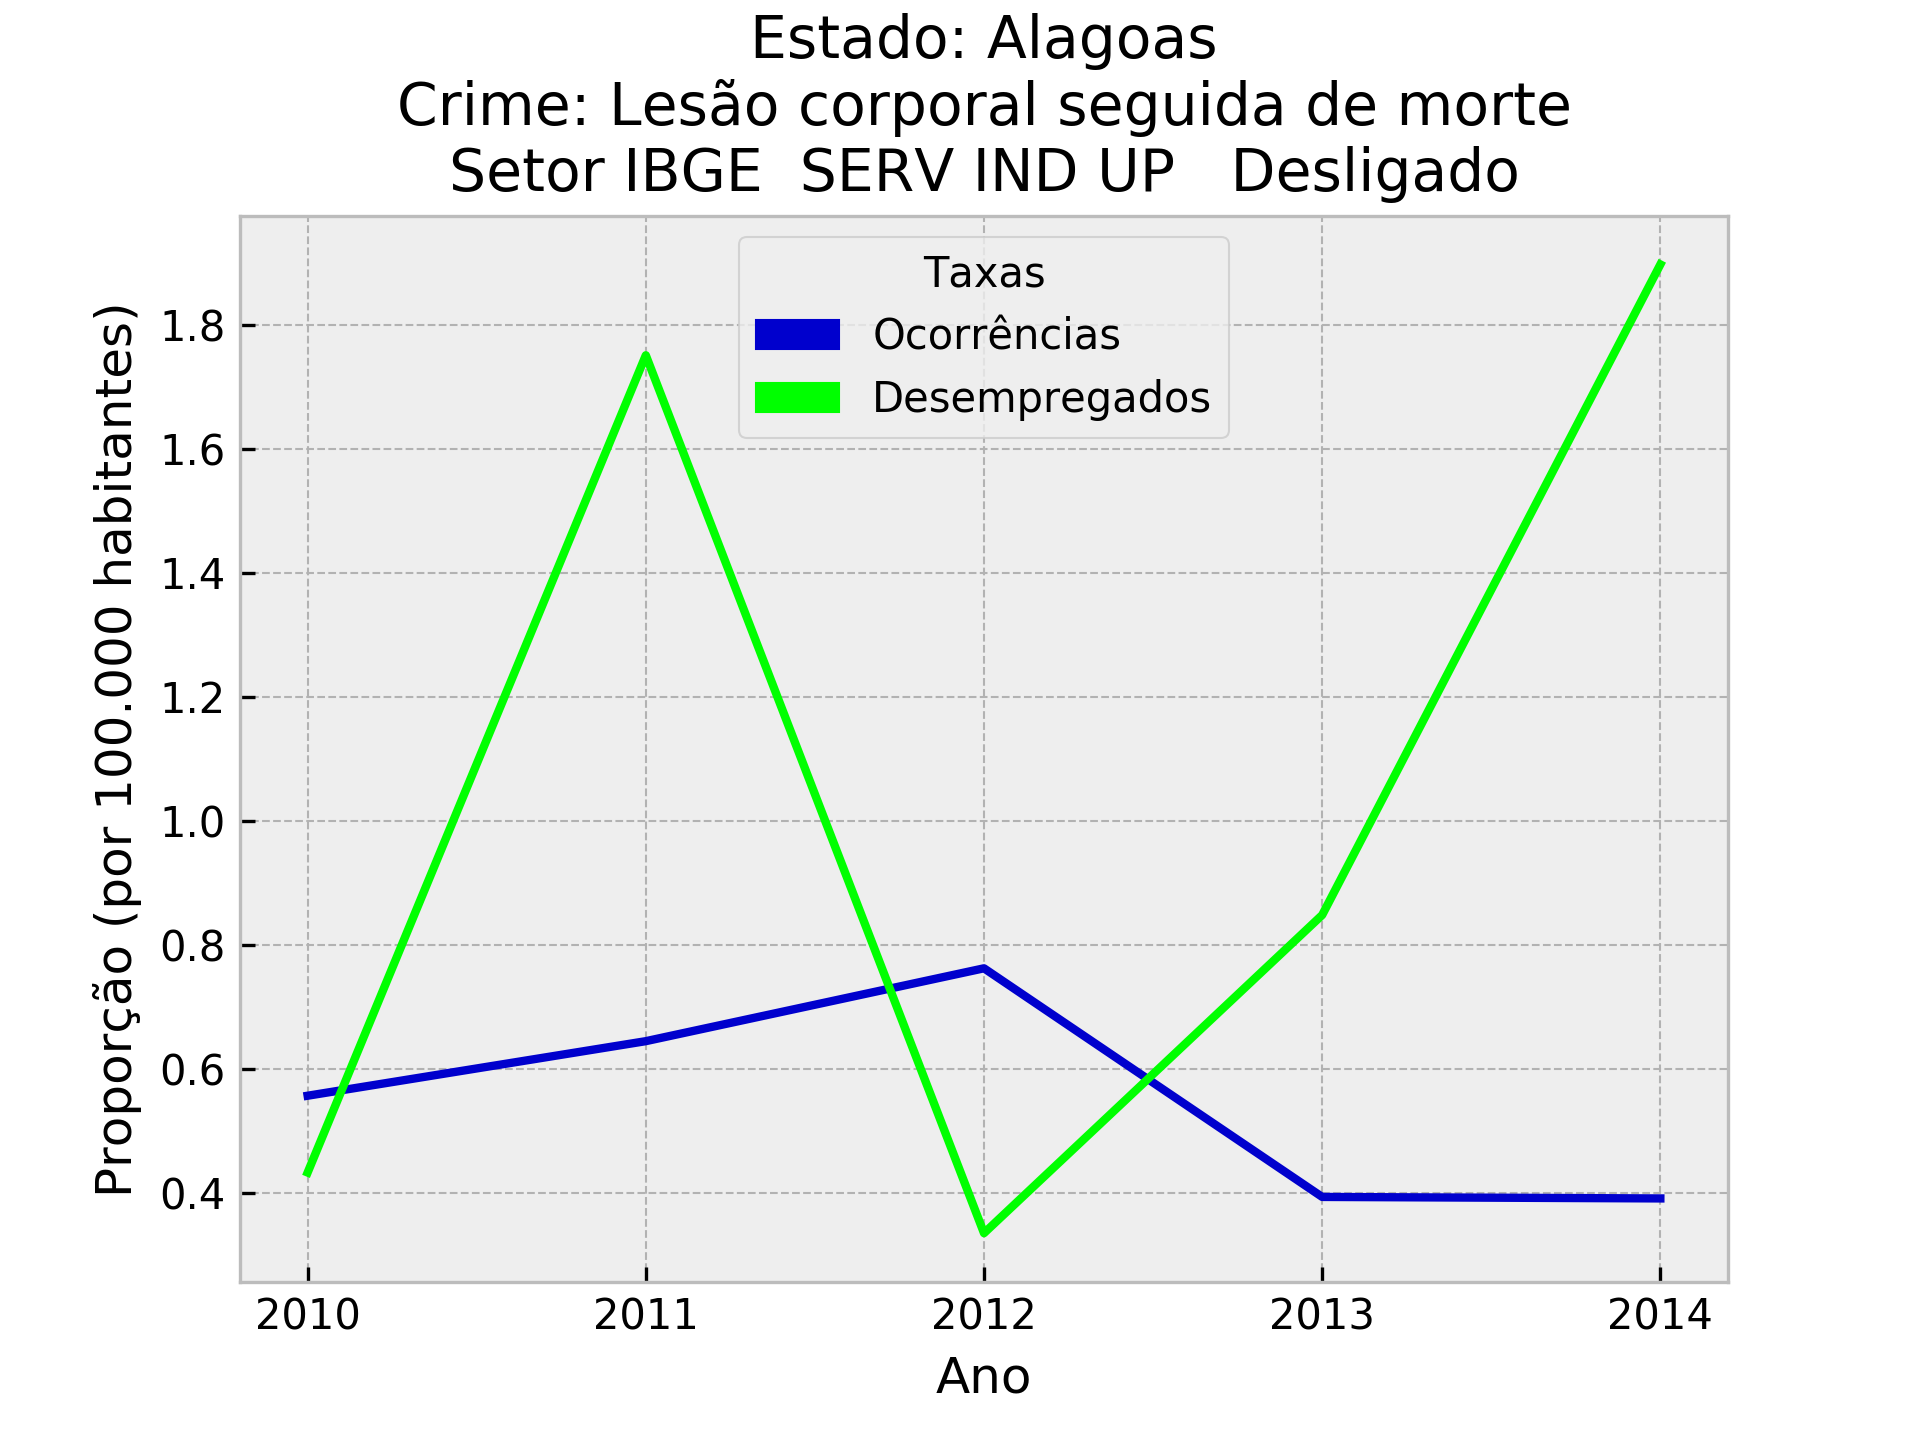 Estado: Alagoas
Crime: Lesão corporal seguida de morte
Setor IBGE  SERV IND UP   Desligado
Taxas
Ocorrências
Desempregados
Proporção (por 100.000 habitantes)
1.8
1.6
1.4
1.2
1.0
0.8
0.6
0.4
2010 2011 2012 2013 2014
Ano